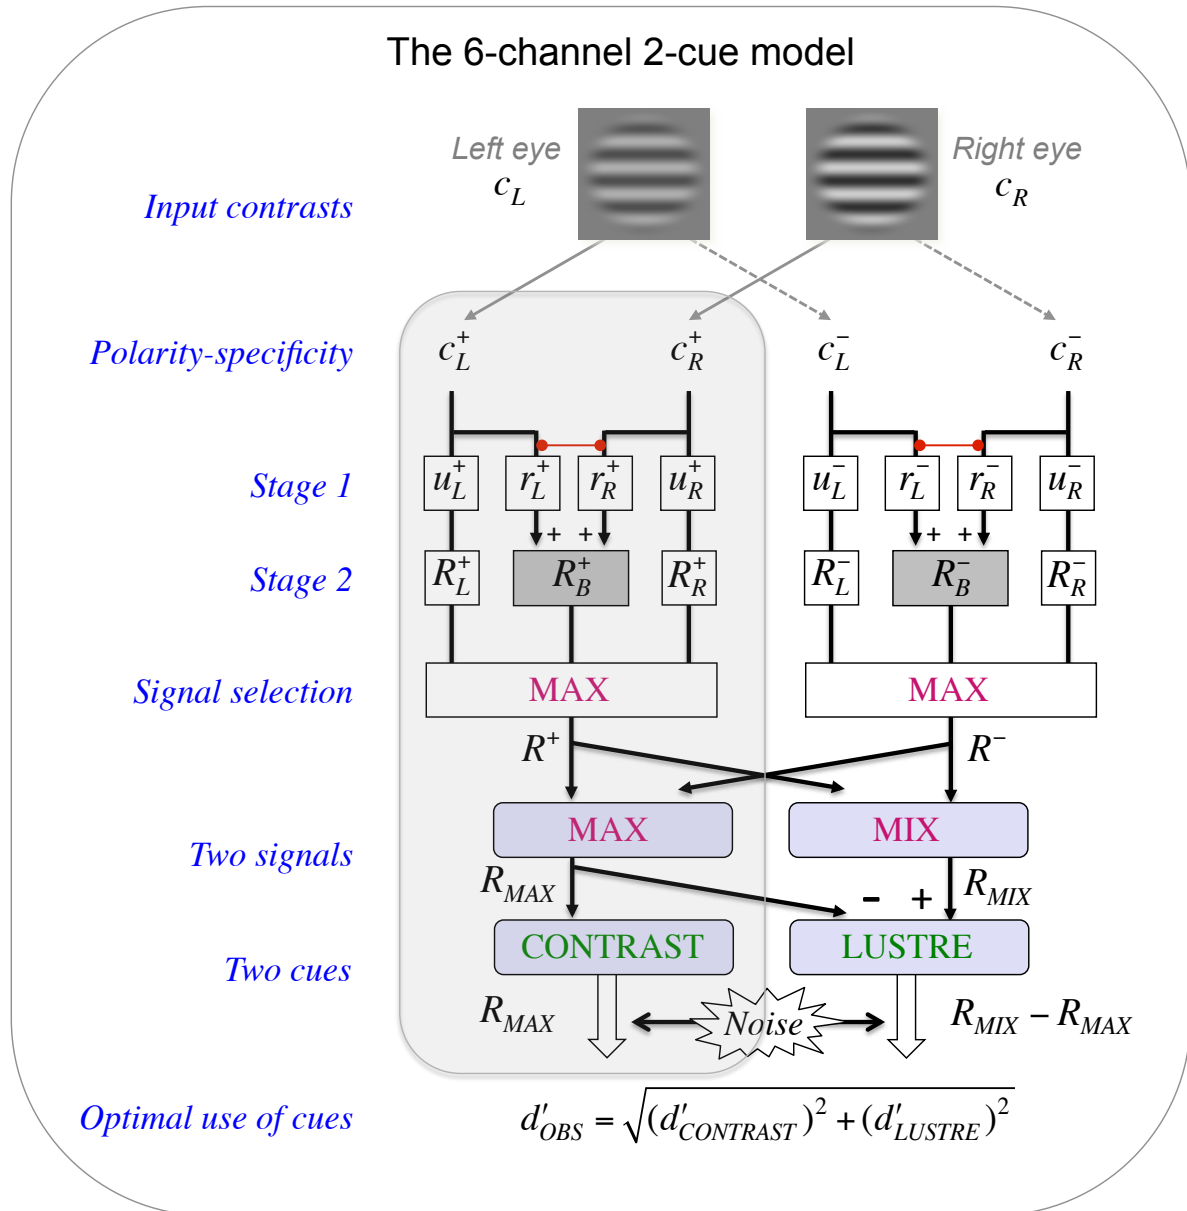 The 6-channel 2-cue model
Left eye
c_L
Right eye
c_R
Input contrasts
Polarity-specificity
c_L^+ c_R^+ c_L^− c_R^−
Stage 1
u_L^+ r_L^+ r_R^+ u_R^+ u_L^− r_L^− r_R^− u_R^−
+ + + +
Stage 2
R_L^+ R_B^+ R_R^+ R_L^− R_B^− R_R^−
Signal selection
MAX MAX
R^+ R^−
MAX MIX
Two signals
R_MAX − + R_MIX
CONTRAST LUSTRE
Two cues
R_MAX Noise R_MIX − R_MAX
Optimal use of cues
d′_OBS = √((d′_CONTRAST)^2 + (d′_LUSTRE)^2)